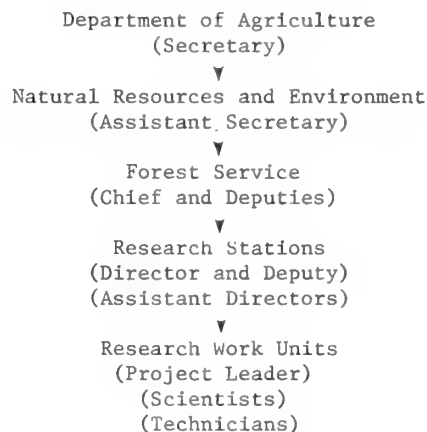 Department of Agriculture
(Secretary)
Natural Resources and Environment
(Assistant Secretary)
Forest Service
(Chief and Deputies)
Research Stations
(Director and Deputy)
(Assistant Directors)
Research Work Units
(Project Leader)
(Scientists)
(Technicians)